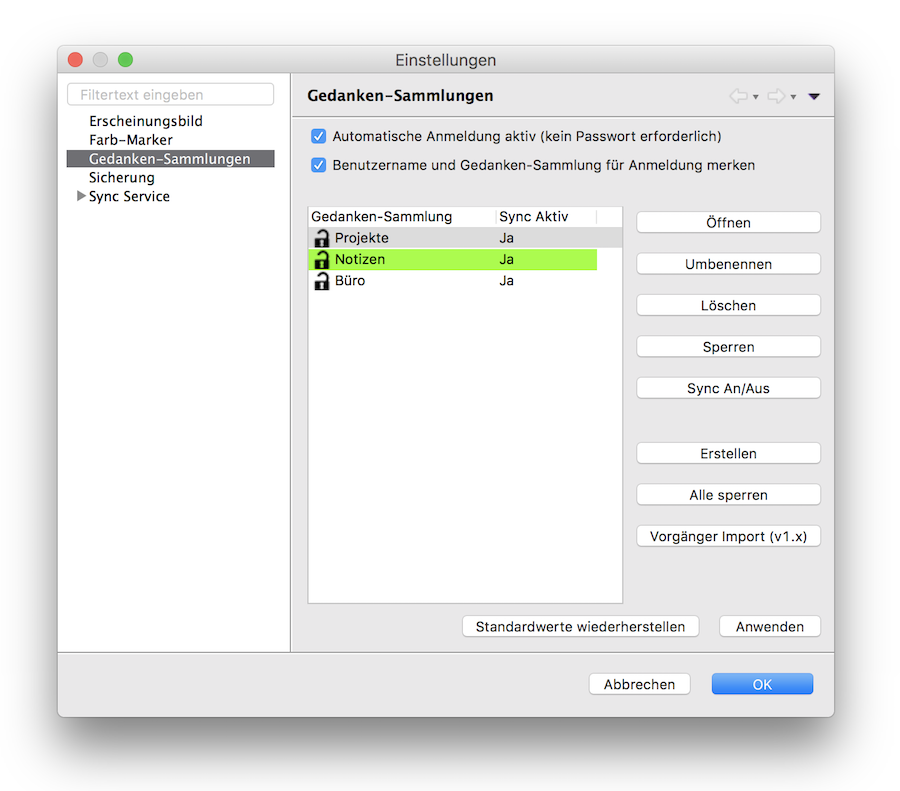 Einstellungen
Filtertext eingeben
Erscheinungsbild
Farb-Marker
Gedanken-Sammlungen
Sicherung
Sync Service
Gedanken-Sammlungen
Automatische Anmeldung aktiv (kein Passwort erforderlich)
Benutzername und Gedanken-Sammlung für Anmeldung merken
Gedanken-Sammlung Sync Aktiv
Projekte Ja
Notizen Ja
Büro Ja
Öffnen
Umbenennen
Löschen
Sperren
Sync An/Aus
Erstellen
Alle sperren
Vorgänger Import (v1.x)
Standardwerte wiederherstellen Anwenden
Abbrechen OK